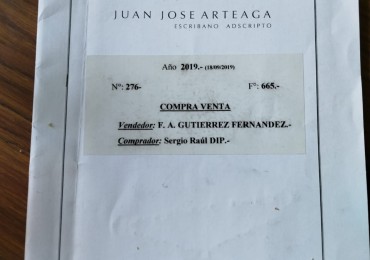 JUAN JOSE ARTEAGA
ESCRIBANO ADSCRIPTO
Año 2019.- (18/09/2019)
Nº: 276- Fº: 665.-
COMPRA VENTA
Vendedor: F. A. GUTIERREZ FERNANDEZ.-
Comprador: Sergio Raúl DIP.-